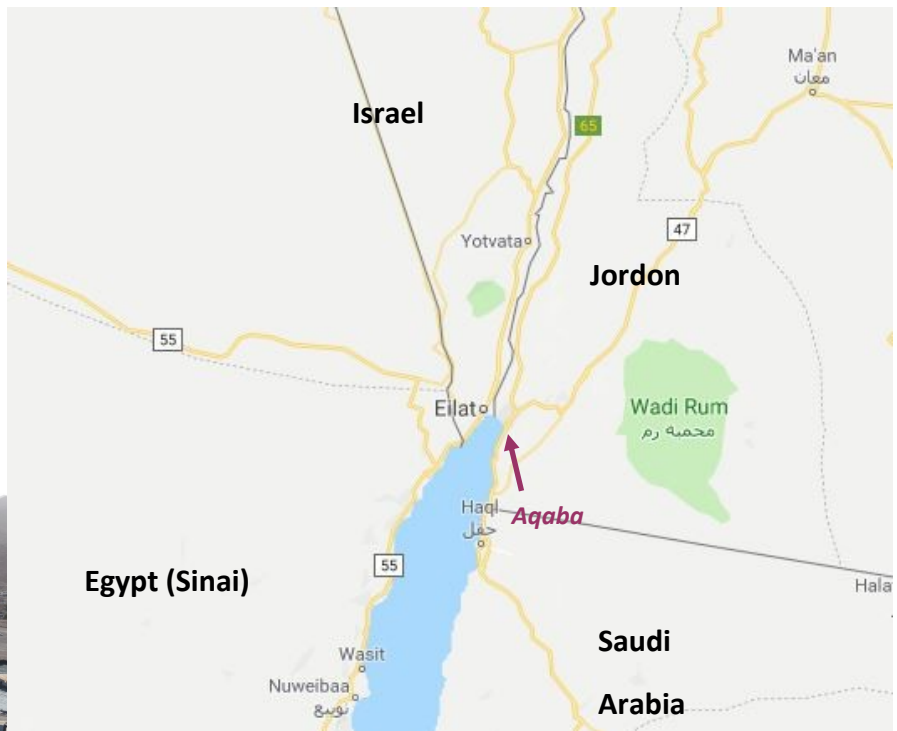 Ma'an
معان
Israel
65
Yotvata
47
Jordon
55
Wadi Rum
محمية رم
Eilat
Haql
حقل
Aqaba
55
Egypt (Sinai)
Hala
Saudi
Wasit
Nuweibaa
نويبع
Arabia